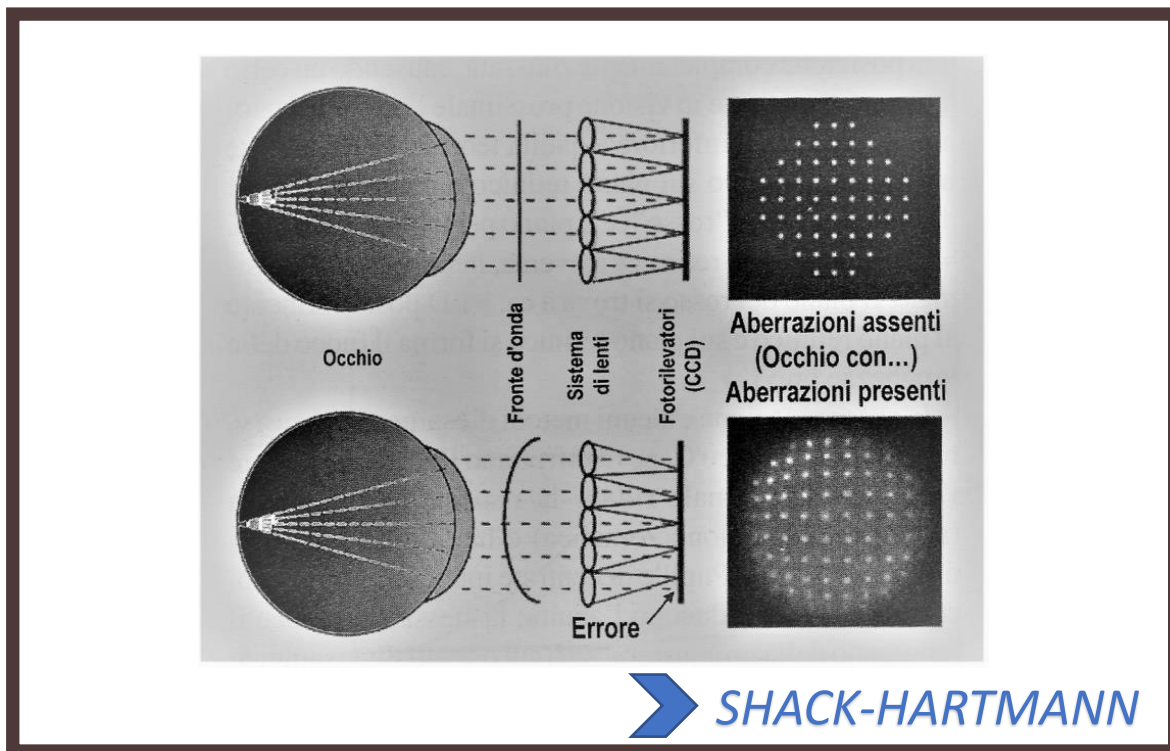 Occhio
Fronte d'onda
Sistema
di lenti
Fotorilevatori
(CCD)
Aberrazioni assenti
(Occhio con...)
Aberrazioni presenti
Errore
SHACK-HARTMANN